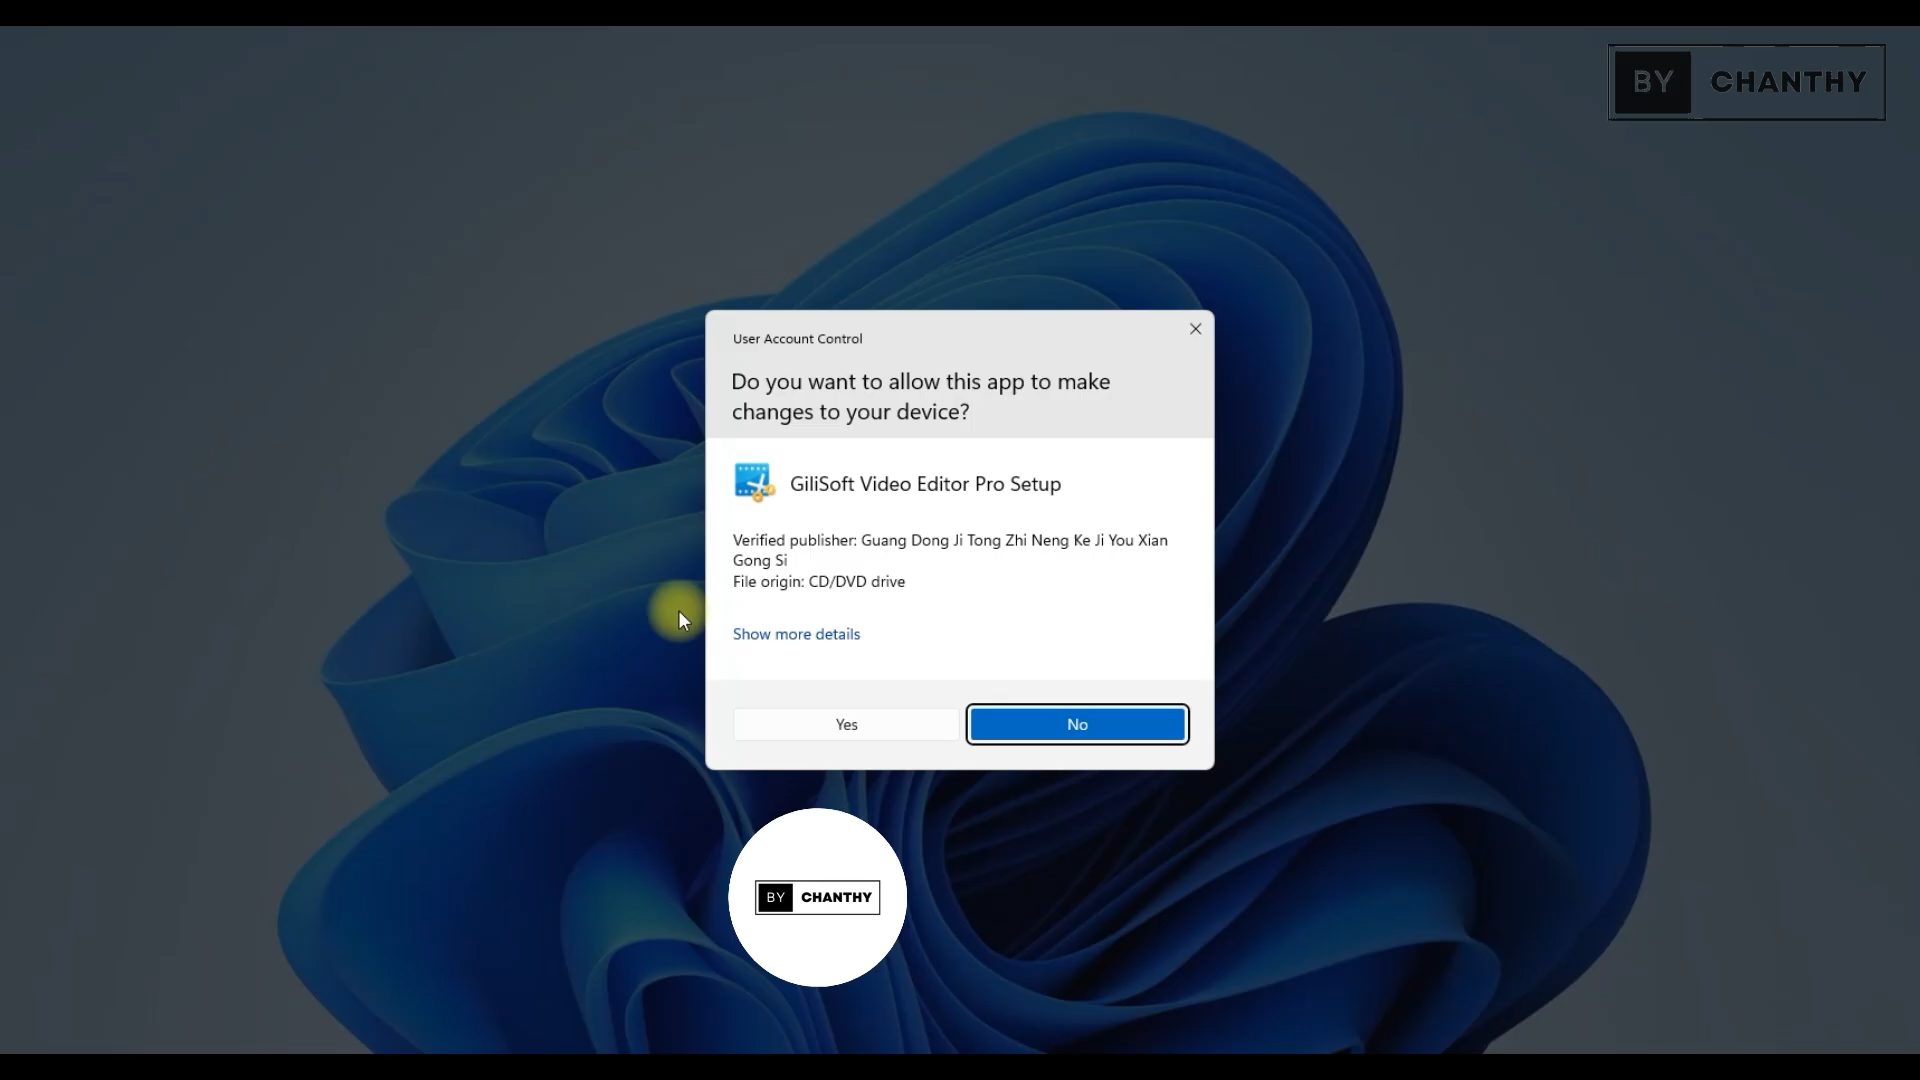 BY CHANTHY
User Account Control
Do you want to allow this app to make
changes to your device?
GiliSoft Video Editor Pro Setup
Verified publisher: Guang Dong Ji Tong Zhi Neng Ke Ji You Xian
Gong Si
File origin: CD/DVD drive
Show more details
Yes No
BY CHANTHY